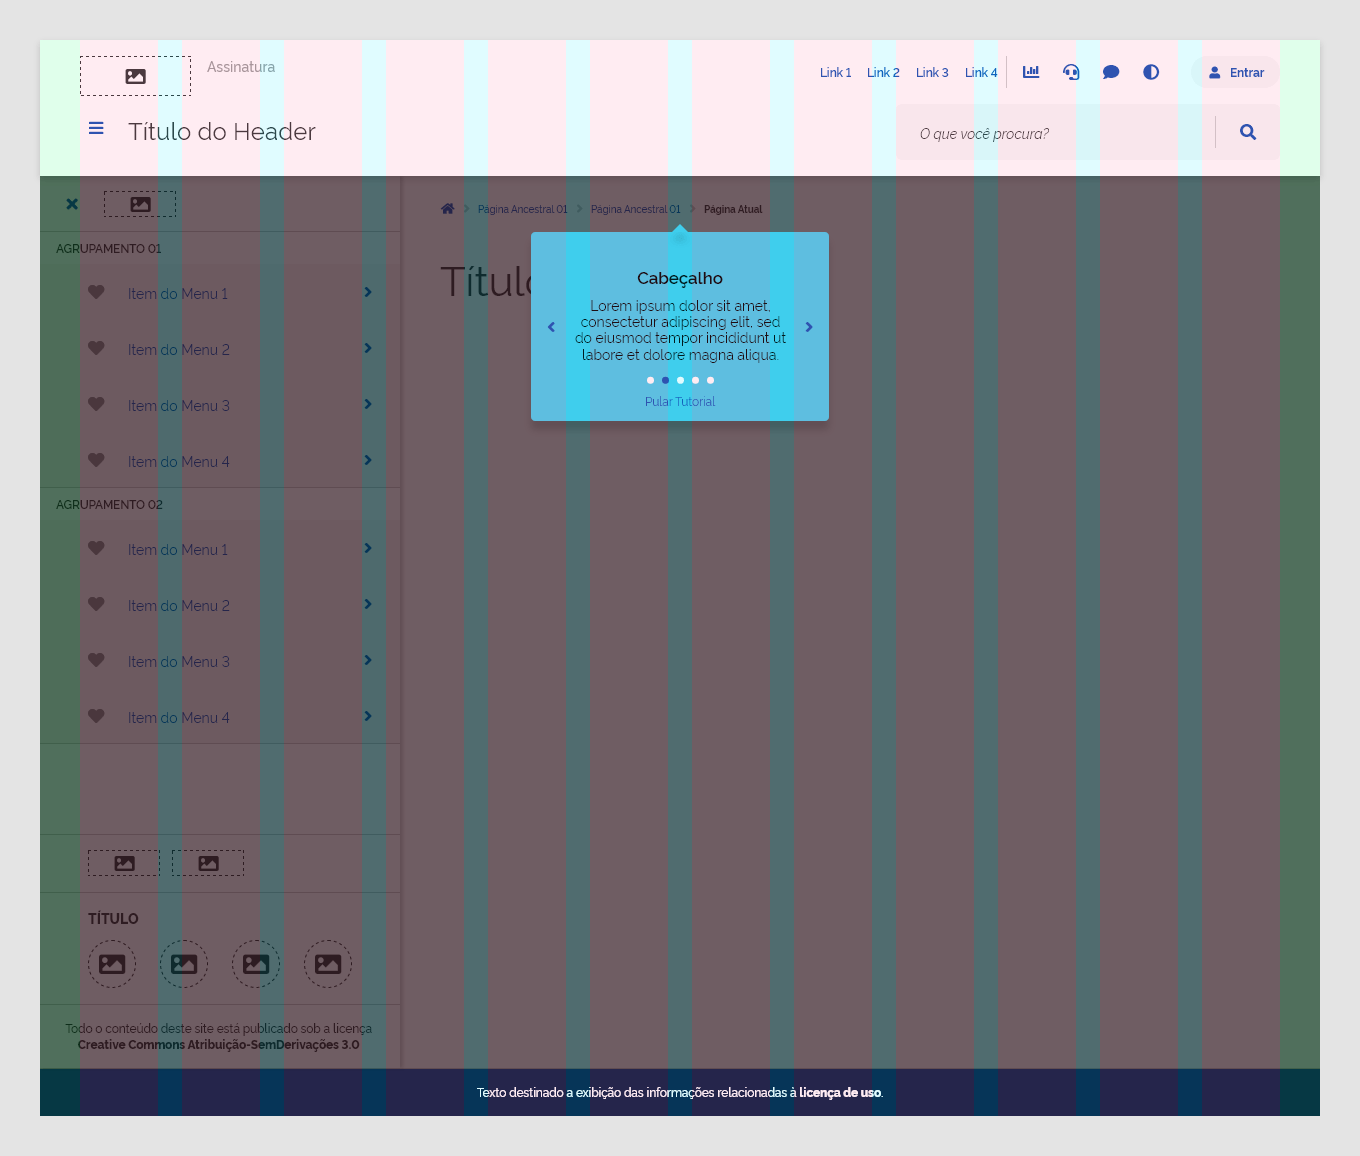 Assinatura
Link 1
Link 2
Link 3
Link 4
Entrar
Título do Header
O que você procura?
Página Ancestral 01
Página Ancestral 01
Página Atual
AGRUPAMENTO 01
Item do Menu 1
Item do Menu 2
Item do Menu 3
Item do Menu 4
AGRUPAMENTO 02
Item do Menu 1
Item do Menu 2
Item do Menu 3
Item do Menu 4
TÍTULO
Todo o conteúdo deste site está publicado sob a licença
Creative Commons Atribuição-SemDerivações 3.0
Cabeçalho
Lorem ipsum dolor sit amet,
consectetur adipiscing elit, sed
do eiusmod tempor incididunt ut
labore et dolore magna aliqua.
Pular Tutorial
Texto destinado a exibição das informações relacionadas à licença de uso.